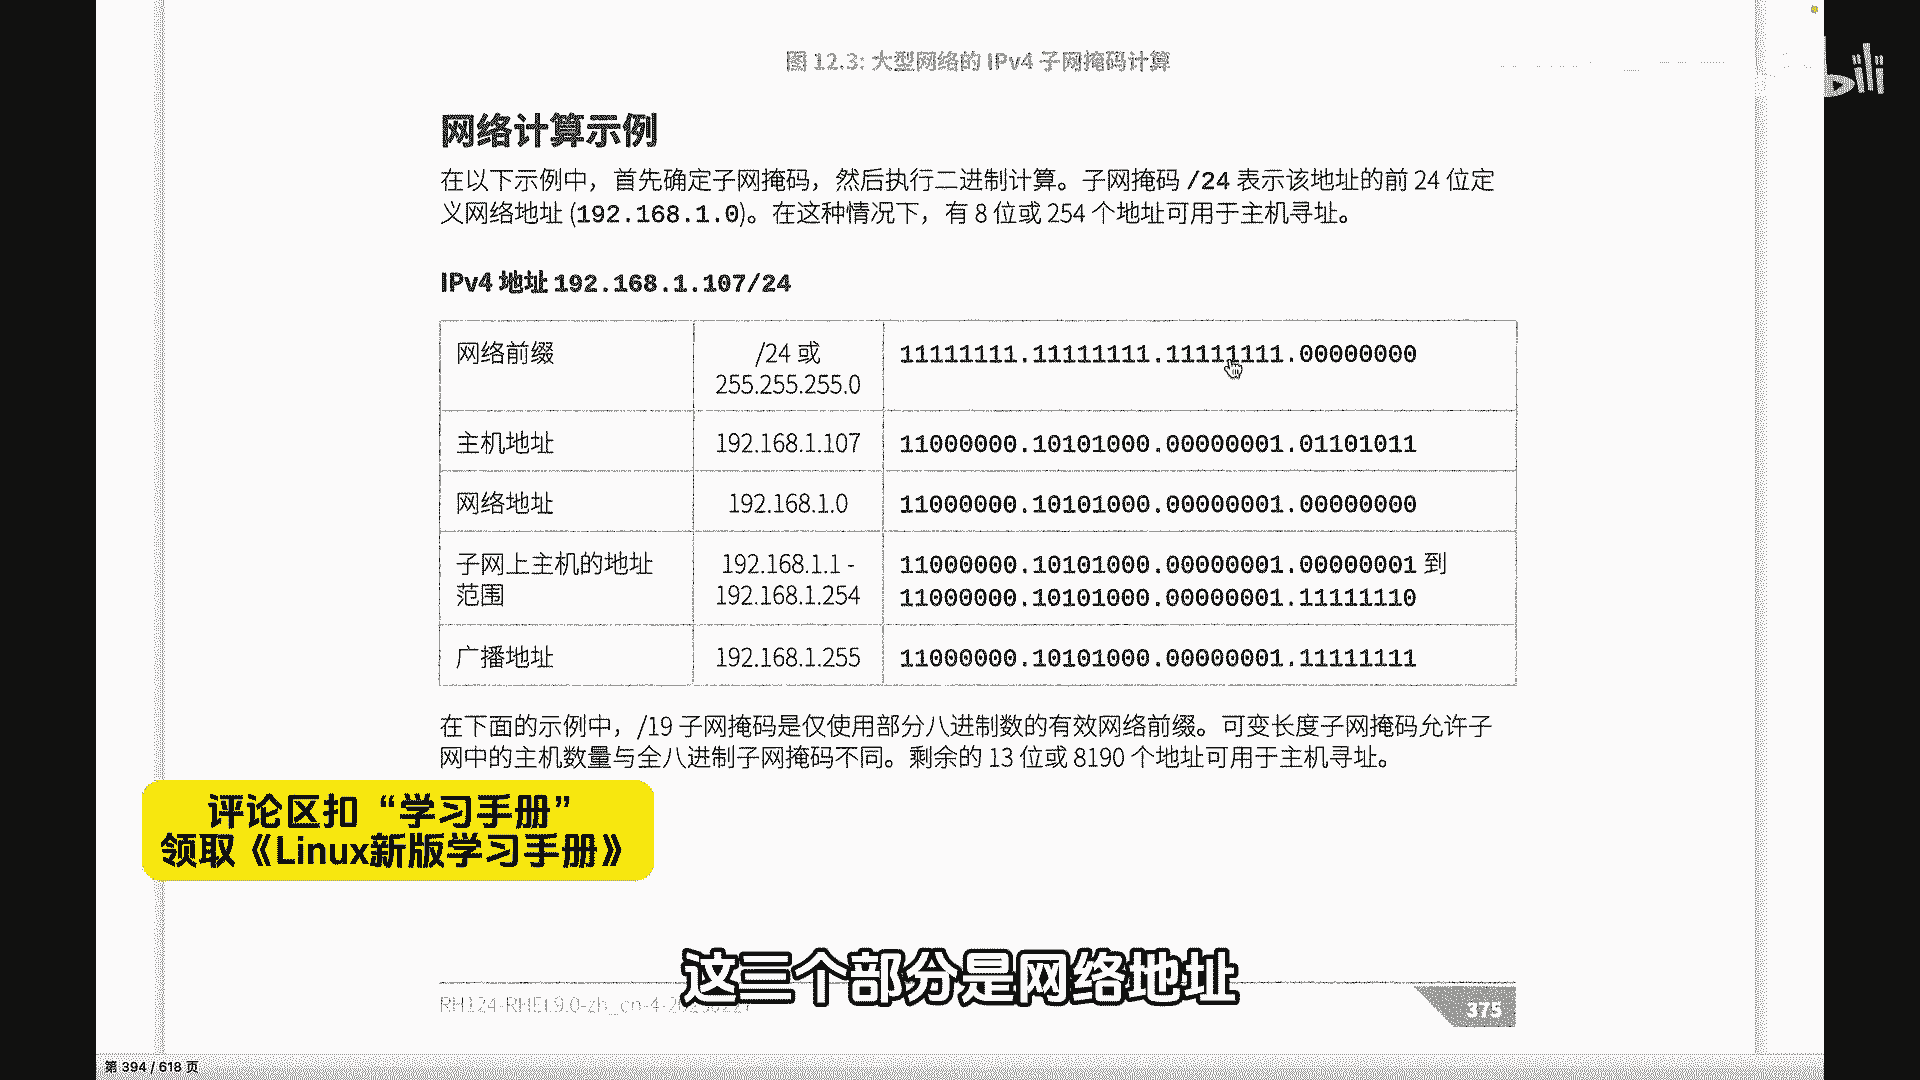 bili
图 12.3: 大型网络的 IPv4 子网掩码计算
网络计算示例
在以下示例中，首先确定子网掩码，然后执行二进制计算。子网掩码 /24 表示该地址的前 24 位定
义网络地址 (192.168.1.0)。在这种情况下，有 8 位或 254 个地址可用于主机寻址。
IPv4 地址 192.168.1.107/24
网络前缀 /24 或 11111111.11111111.11111111.00000000
255.255.255.0
主机地址 192.168.1.107 11000000.10101000.00000001.01101011
网络地址 192.168.1.0 11000000.10101000.00000001.00000000
子网上主机的地址 192.168.1.1 - 11000000.10101000.00000001.00000001 到
范围 192.168.1.254 11000000.10101000.00000001.11111110
广播地址 192.168.1.255 11000000.10101000.00000001.11111111
在下面的示例中，/19 子网掩码是仅使用部分八进制数的有效网络前缀。可变长度子网掩码允许子
网中的主机数量与全八进制子网掩码不同。剩余的 13 位或 8190 个地址可用于主机寻址。
评论区扣“学习手册”
领取《Linux新版学习手册》
这三个部分是网络地址
RH124-RHEL9.0-zh_cn-4-
375
第 394 / 618 页